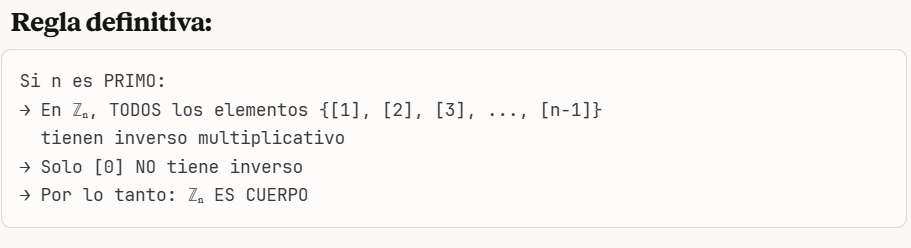 Regla definitiva:
Si n es PRIMO:
→ En ℤₙ, TODOS los elementos {[1], [2], [3], ..., [n-1]}
tienen inverso multiplicativo
→ Solo [0] NO tiene inverso
→ Por lo tanto: ℤₙ ES CUERPO